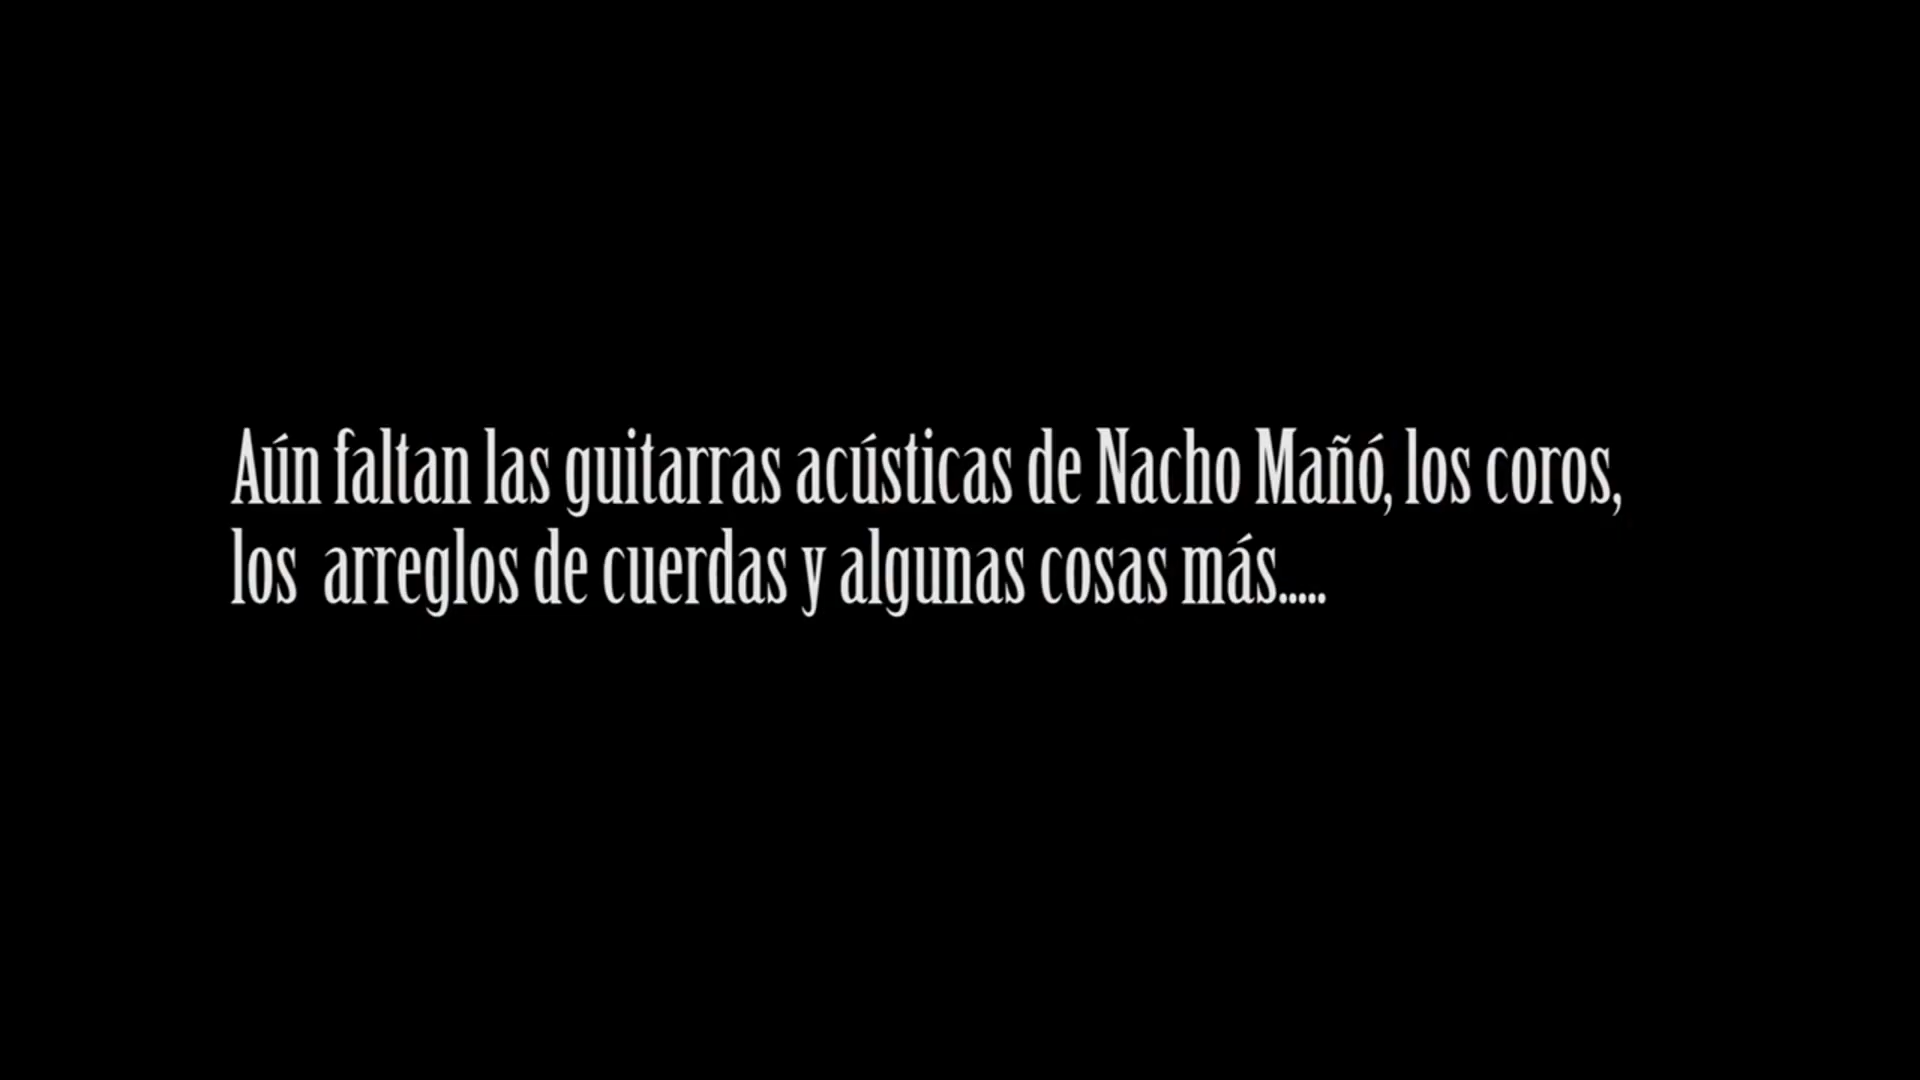 Aún faltan las guitarras acústicas de Nacho Mañó, los coros,
los  arreglos de cuerdas y algunas cosas más.....